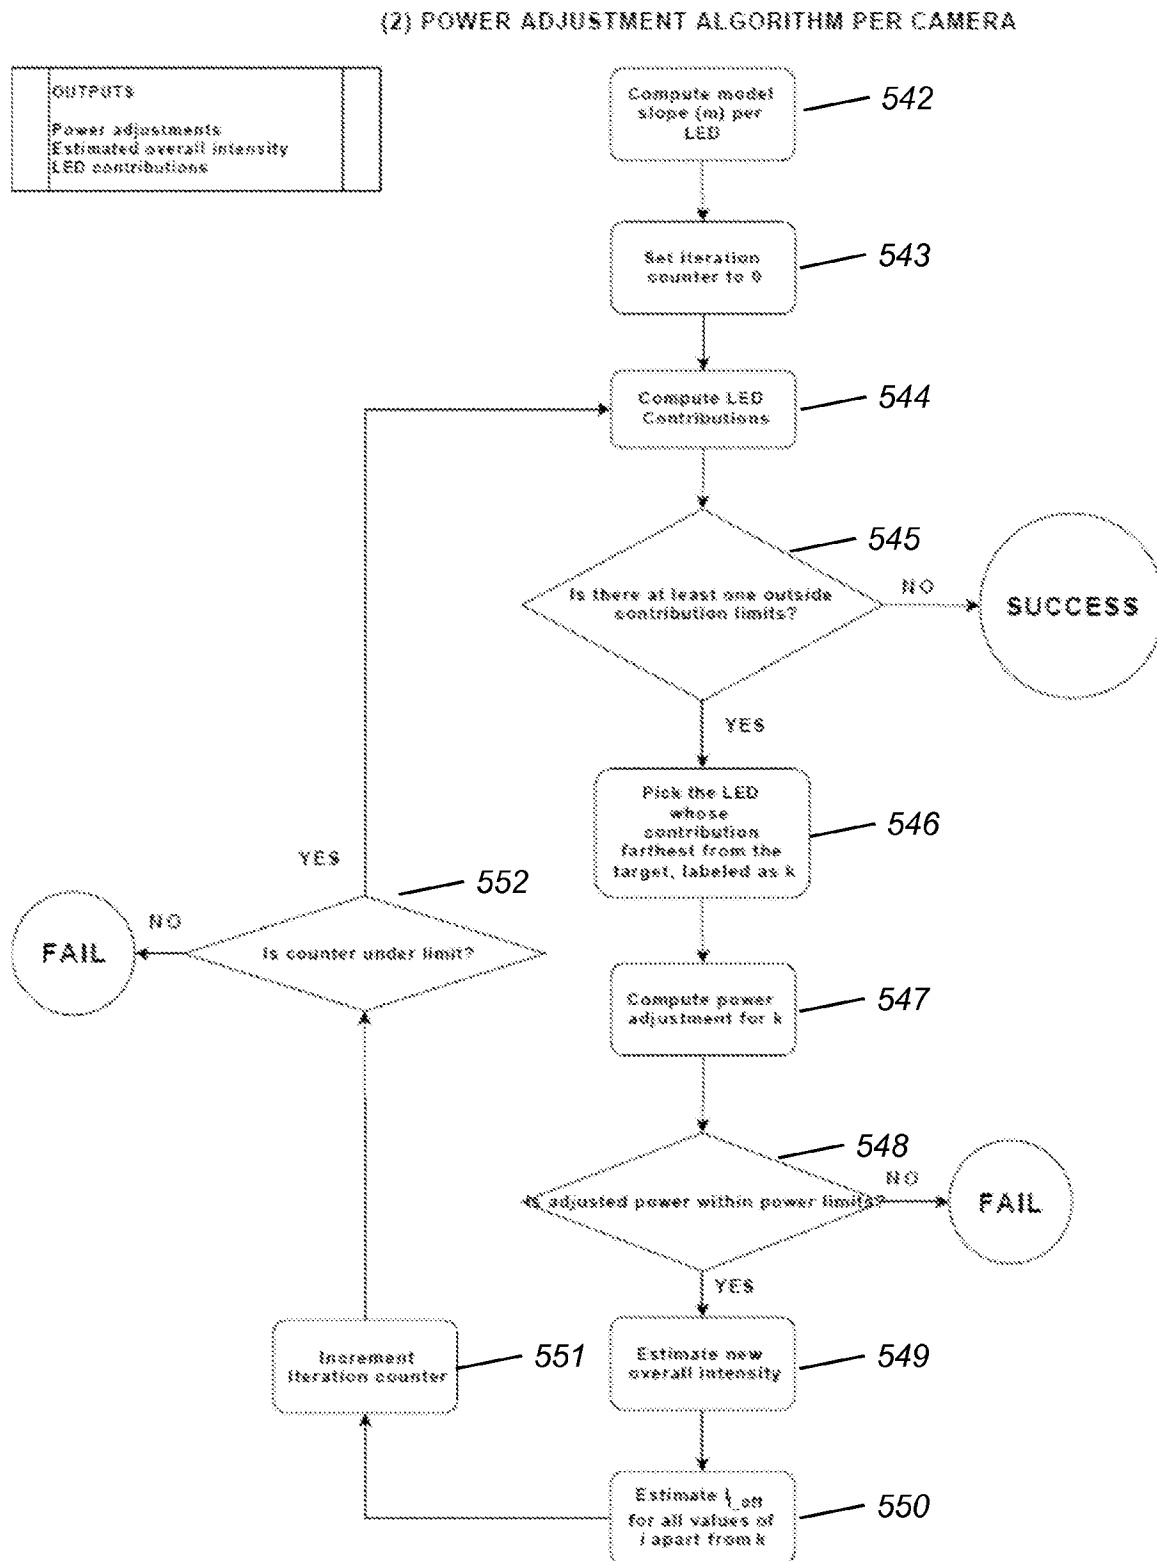 (2) POWER ADJUSTMENT ALGORITHM PER CAMERA
OUTPUTS
Power adjustments
Estimated overall intensity
LED contributions
Compute model
slope (m) per
LED
542
Set iteration
counter to 0
543
Compute LED
Contributions
544
545
Is there at least one outside
contribution limits?
NO
SUCCESS
YES
Pick the LED
whose
contribution
farthest from the
target, labeled as k
546
YES
552
NO
FAIL
Is counter under limit?
Compute power
adjustment for k
547
548
Is adjusted power within power limits?
NO
FAIL
YES
Increment
iteration counter
551
Estimate new
overall intensity
549
Estimate I_i_off
for all values of
i apart from k
550